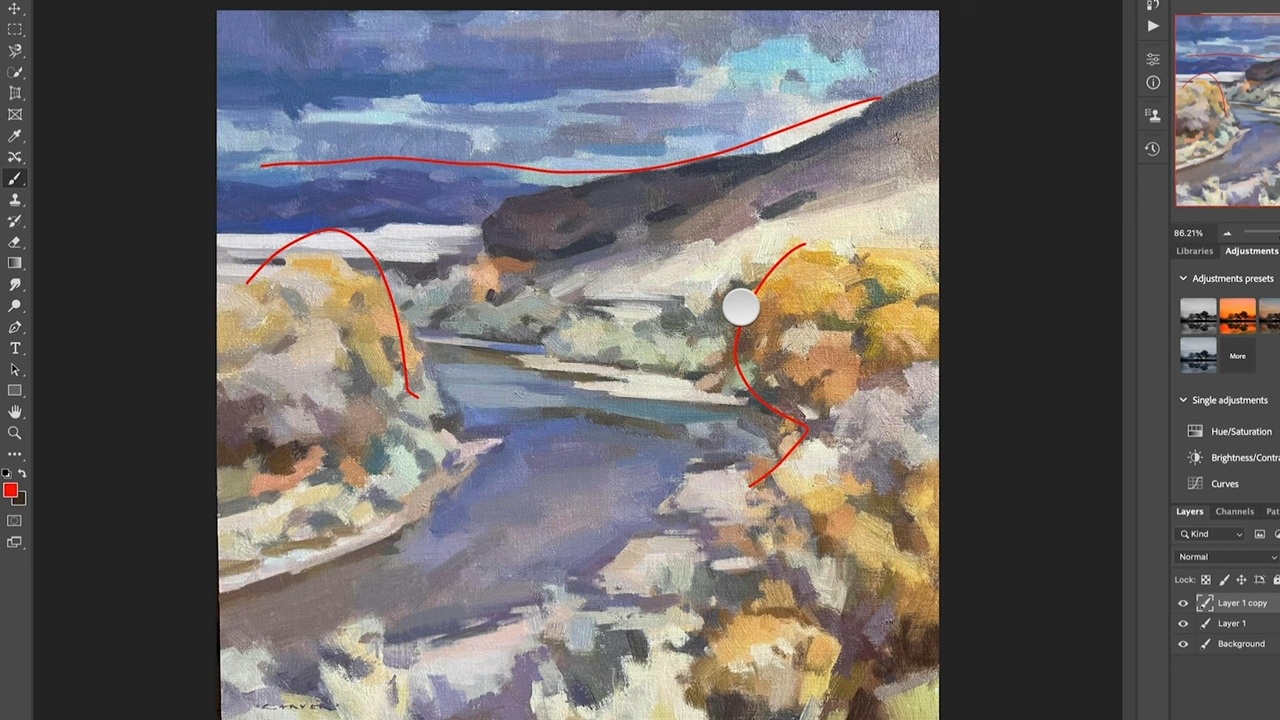 86.21%
Libraries Adjustments
Adjustments presets
More
Single adjustments
Hue/Saturation
Brightness/Contra
Curves
Layers Channels Pat
Kind
Normal
Lock:
Layer 1 copy
Layer 1
Background